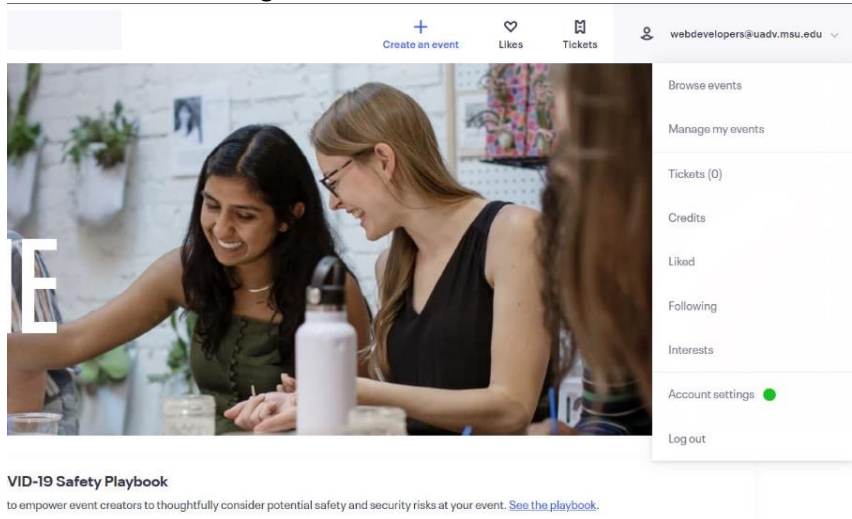 Create an event
Likes
Tickets
webdevelopers@uadv.msu.edu
Browse events
Manage my events
Tickets (0)
Credits
Liked
Following
Interests
Account settings
Log out
VID-19 Safety Playbook
to empower event creators to thoughtfully consider potential safety and security risks at your event. See the playbook.